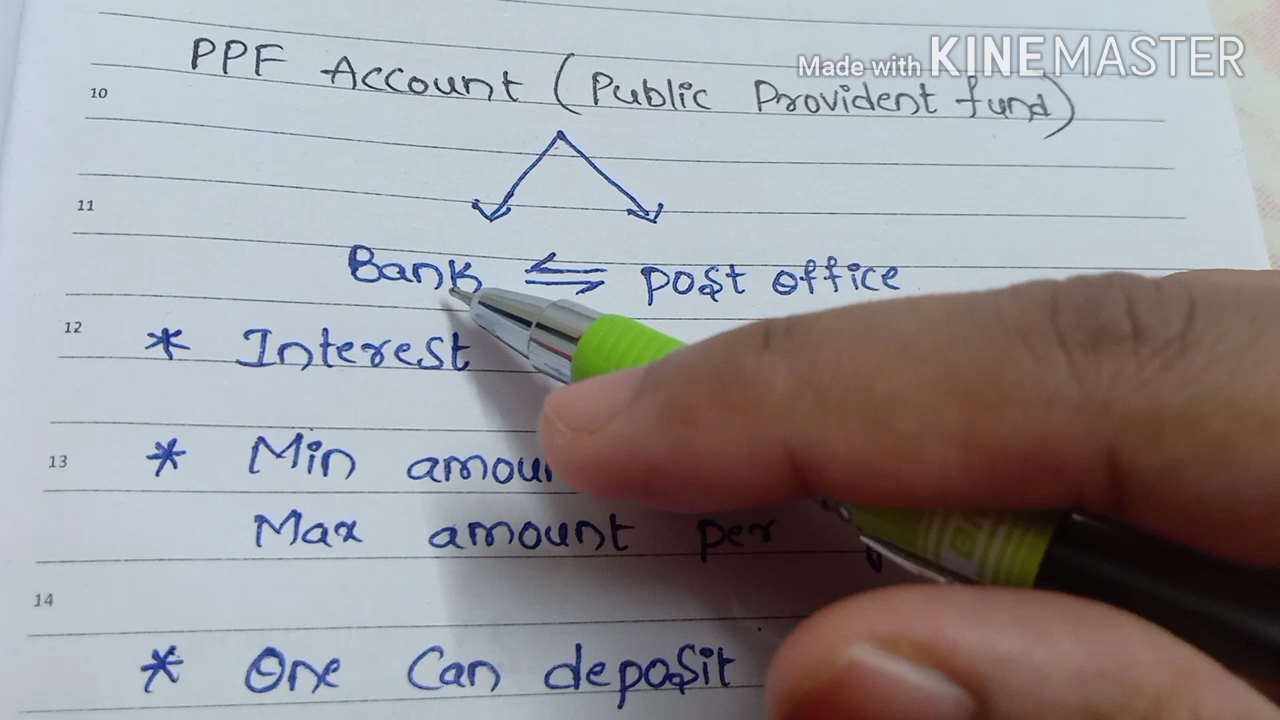 Made with KINEMASTER
PPF Account (Public Provident fund)
10
11
Bank ⇌ post office
12
* Interest
13
* Min
Max amount per
14
* One Can deposit